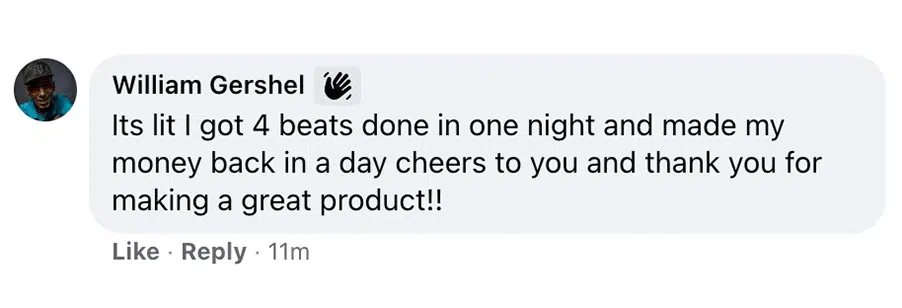 William Gershel
Its lit I got 4 beats done in one night and made my
money back in a day cheers to you and thank you for
making a great product!!
Like · Reply · 11m